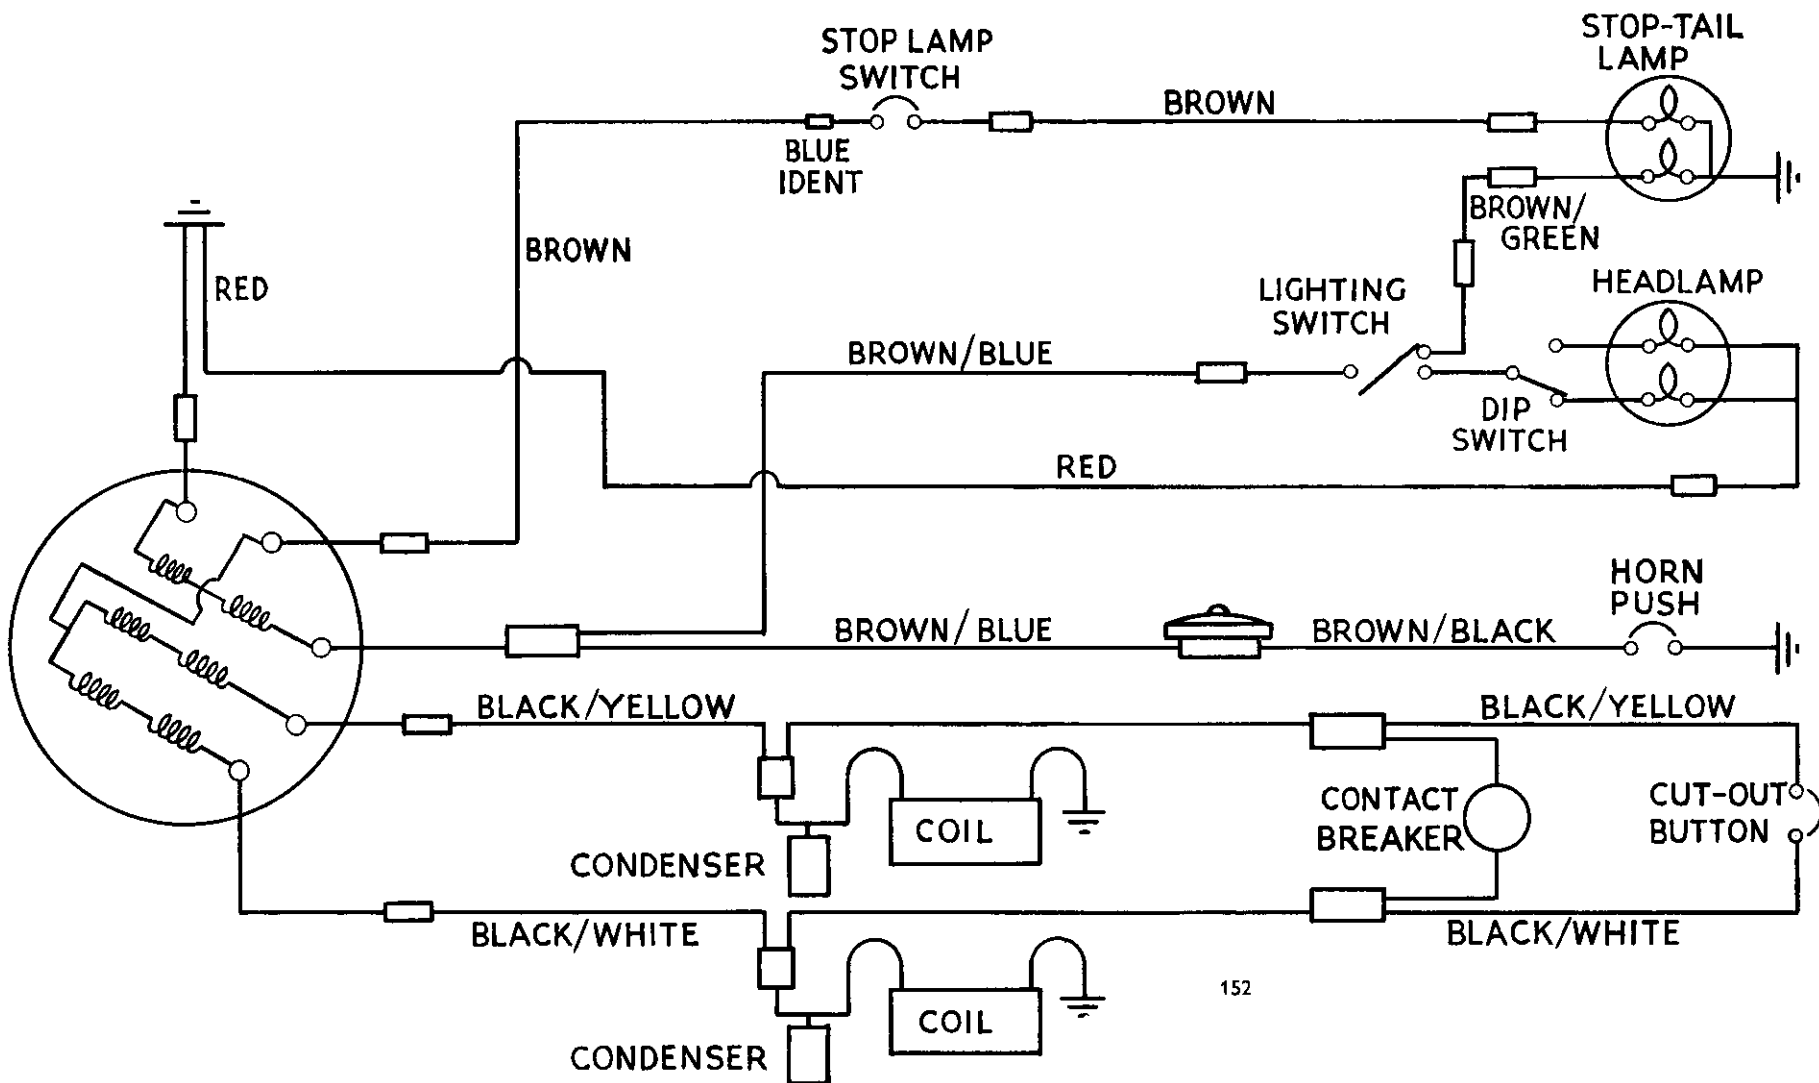 STOP LAMP
SWITCH
STOP-TAIL
LAMP
BROWN
BLUE
IDENT
BROWN/
GREEN
BROWN
RED
LIGHTING
SWITCH
HEADLAMP
BROWN/BLUE
DIP
SWITCH
RED
HORN
PUSH
BROWN/BLUE
BROWN/BLACK
BLACK/YELLOW
BLACK/YELLOW
COIL
CONTACT
BREAKER
CUT-OUT
BUTTON
CONDENSER
BLACK/WHITE
BLACK/WHITE
COIL
152
CONDENSER